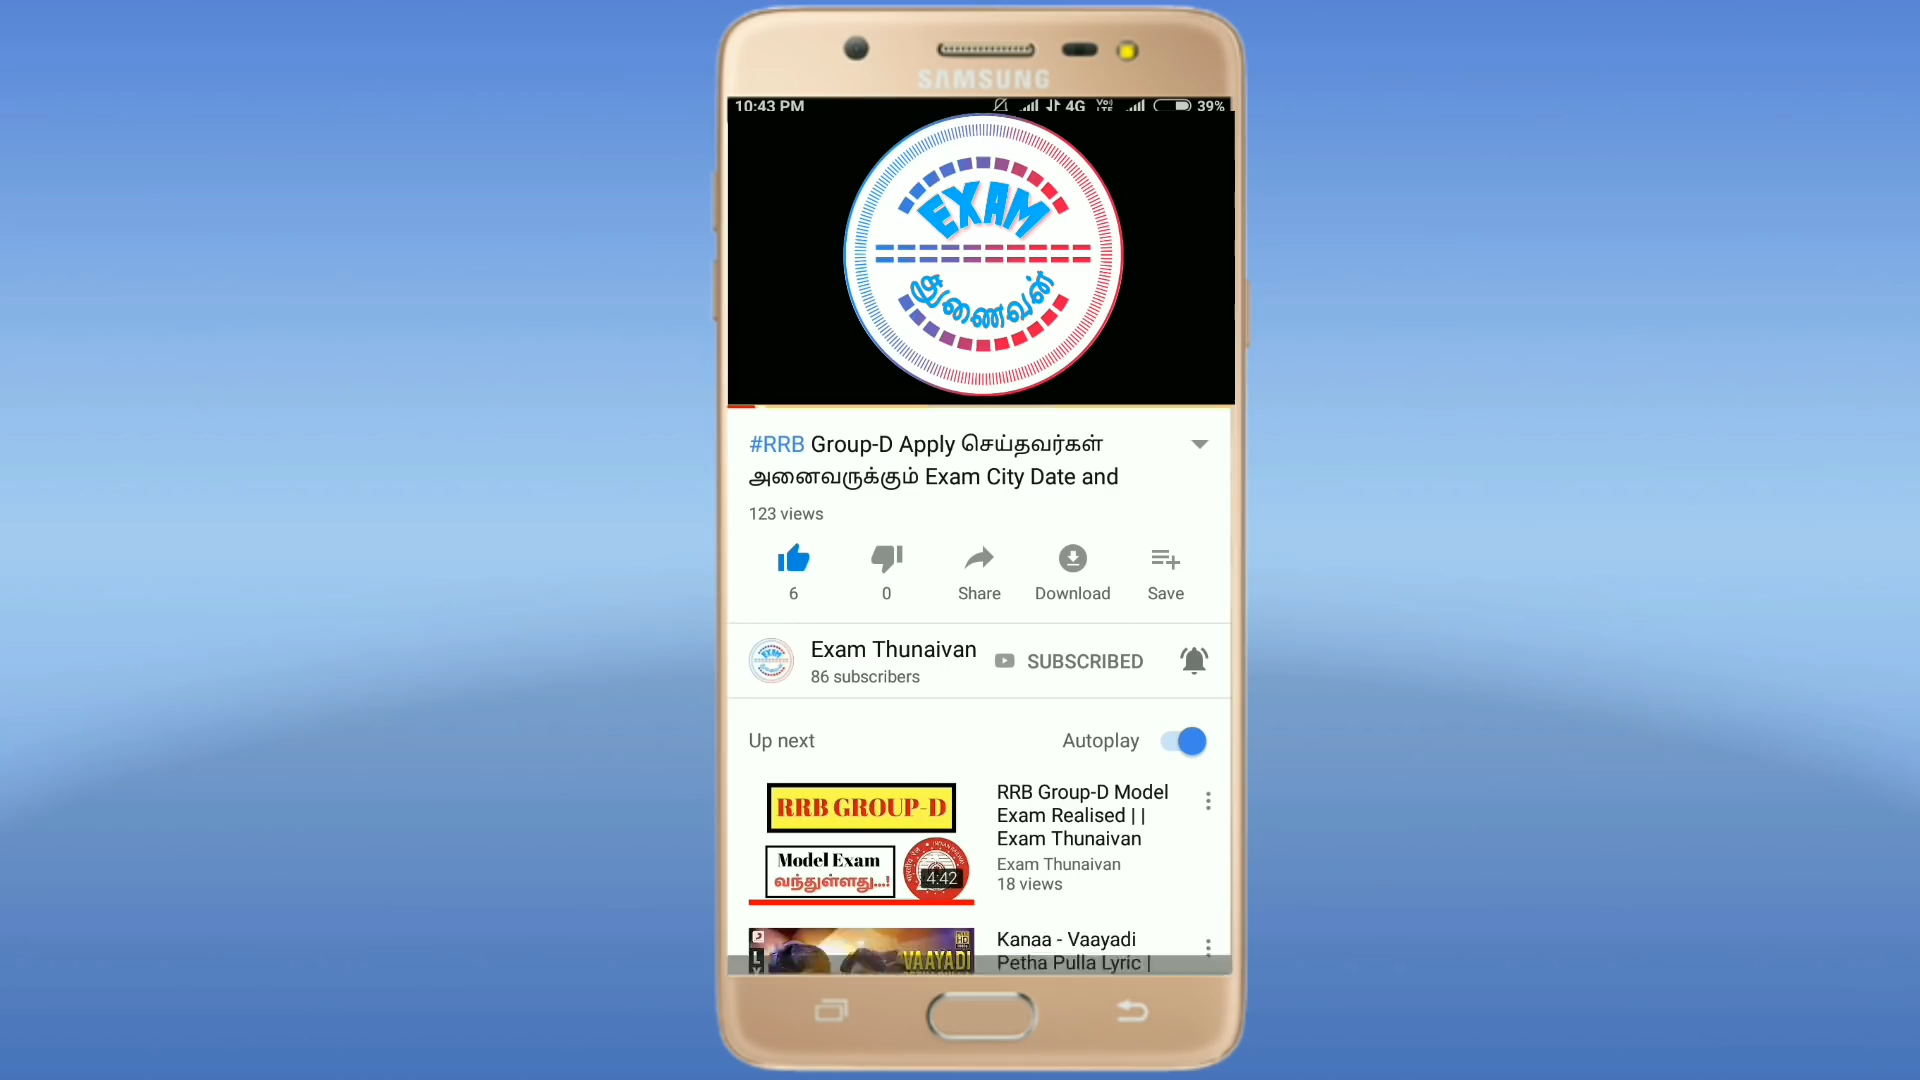 SAMSUNG
10:43 PM 4G VoLTE 39%
EXAM
துணைவன்
#RRB Group-D Apply செய்தவர்கள்
அனைவருக்கும் Exam City Date and
123 views
6 0 Share Download Save
Exam Thunaivan
86 subscribers
SUBSCRIBED
Up next Autoplay
RRB GROUP-D
Model Exam
வந்துள்ளது...!
4:42
RRB Group-D Model
Exam Realised ||
Exam Thunaivan
Exam Thunaivan
18 views
VAAYADI
Kanaa - Vaayadi
Petha Pulla Lyric |